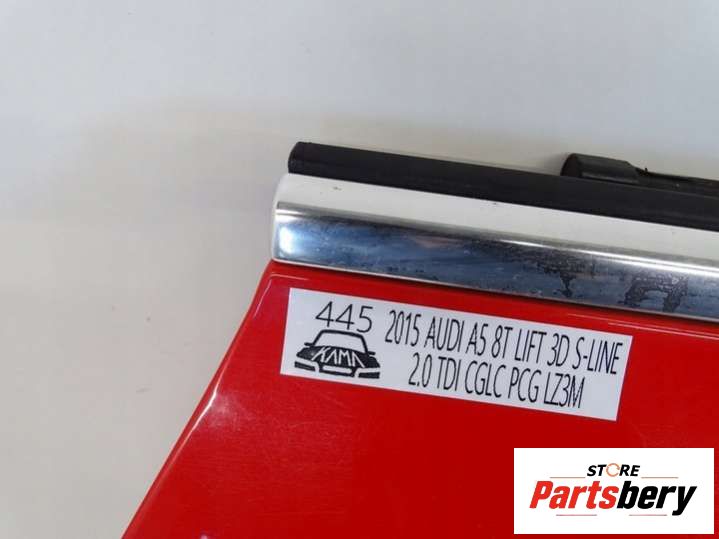 445 2015 AUDI A5 8T LIFT 3D S-LINE
KAMA 2.0 TDI CGLC PCG LZ3M
STORE
Partsbery